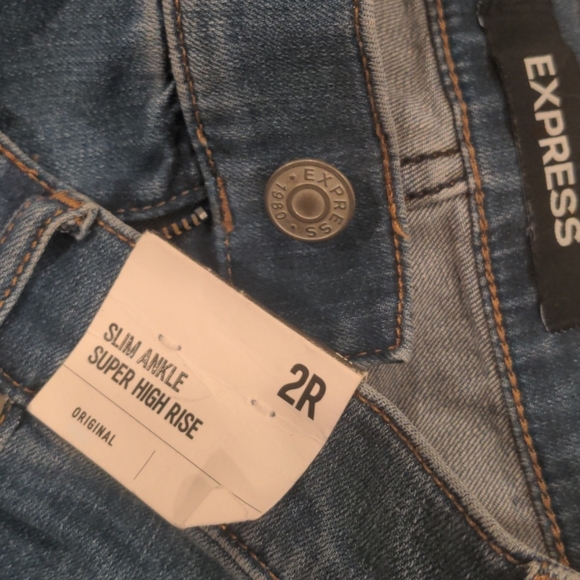 EXPRESS
EXPRESS
• 1980 •
SLIM ANKLE
SUPER HIGH RISE
2R
ORIGINAL